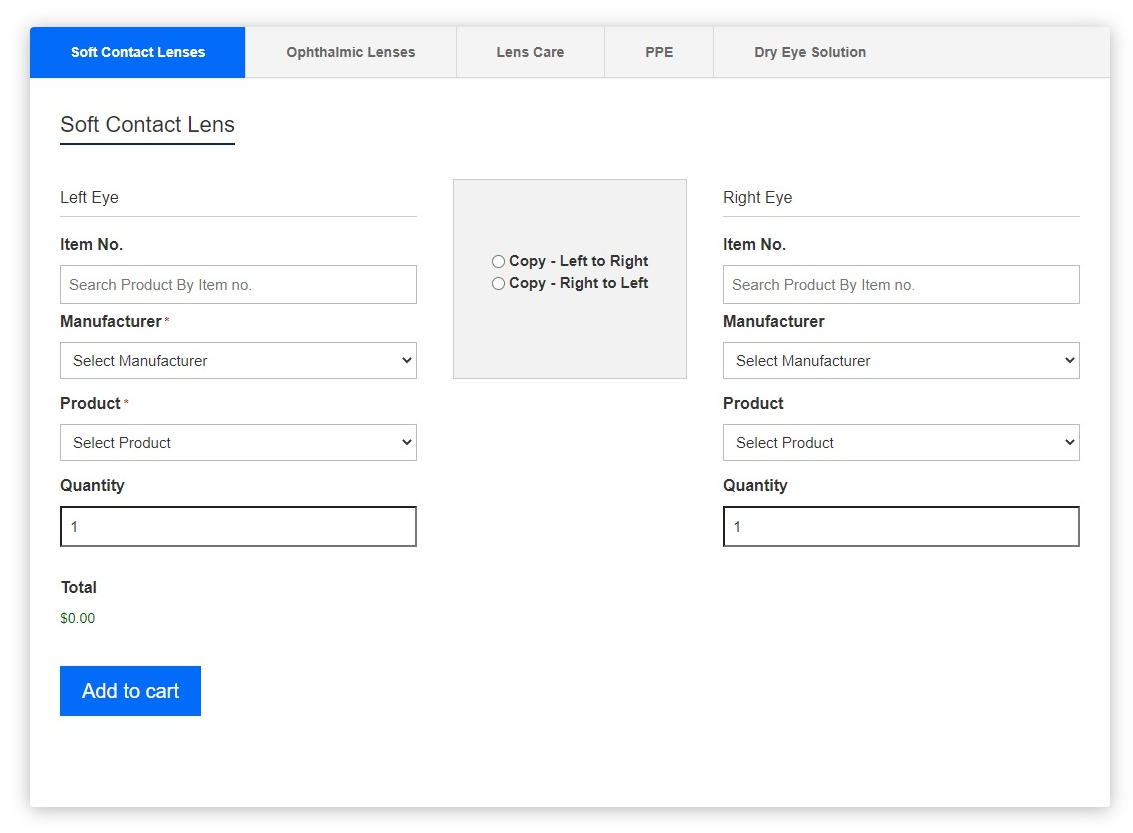 Soft Contact Lenses
Ophthalmic Lenses
Lens Care
PPE
Dry Eye Solution
Soft Contact Lens
Left Eye
Item No.
Search Product By Item no.
Manufacturer*
Select Manufacturer
Product*
Select Product
Quantity
1
Copy - Left to Right
Copy - Right to Left
Right Eye
Item No.
Search Product By Item no.
Manufacturer
Select Manufacturer
Product
Select Product
Quantity
1
Total
$0.00
Add to cart